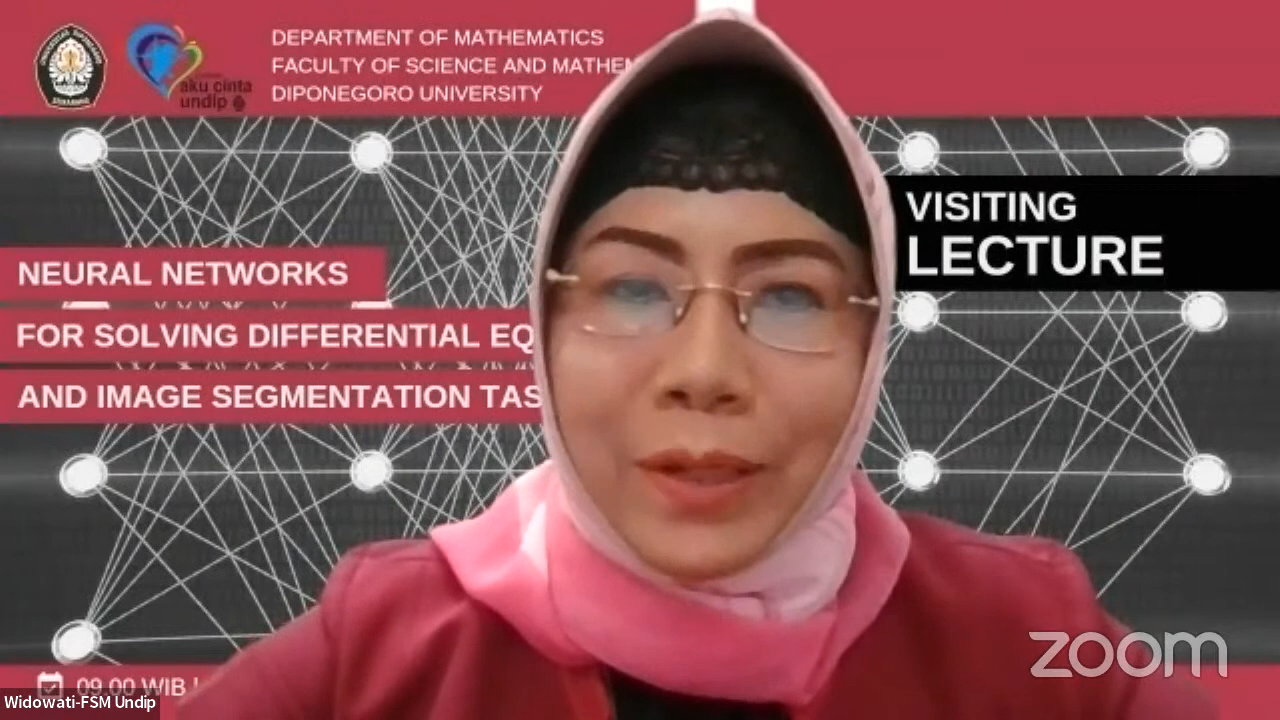 DEPARTMENT OF MATHEMATICS
FACULTY OF SCIENCE AND MATHEM
DIPONEGORO UNIVERSITY
aku cinta
undip
VISITING
LECTURE
NEURAL NETWORKS
FOR SOLVING DIFFERENTIAL EQ
AND IMAGE SEGMENTATION TAS
zoom
09.00 WIB
Widowati-FSM Undip